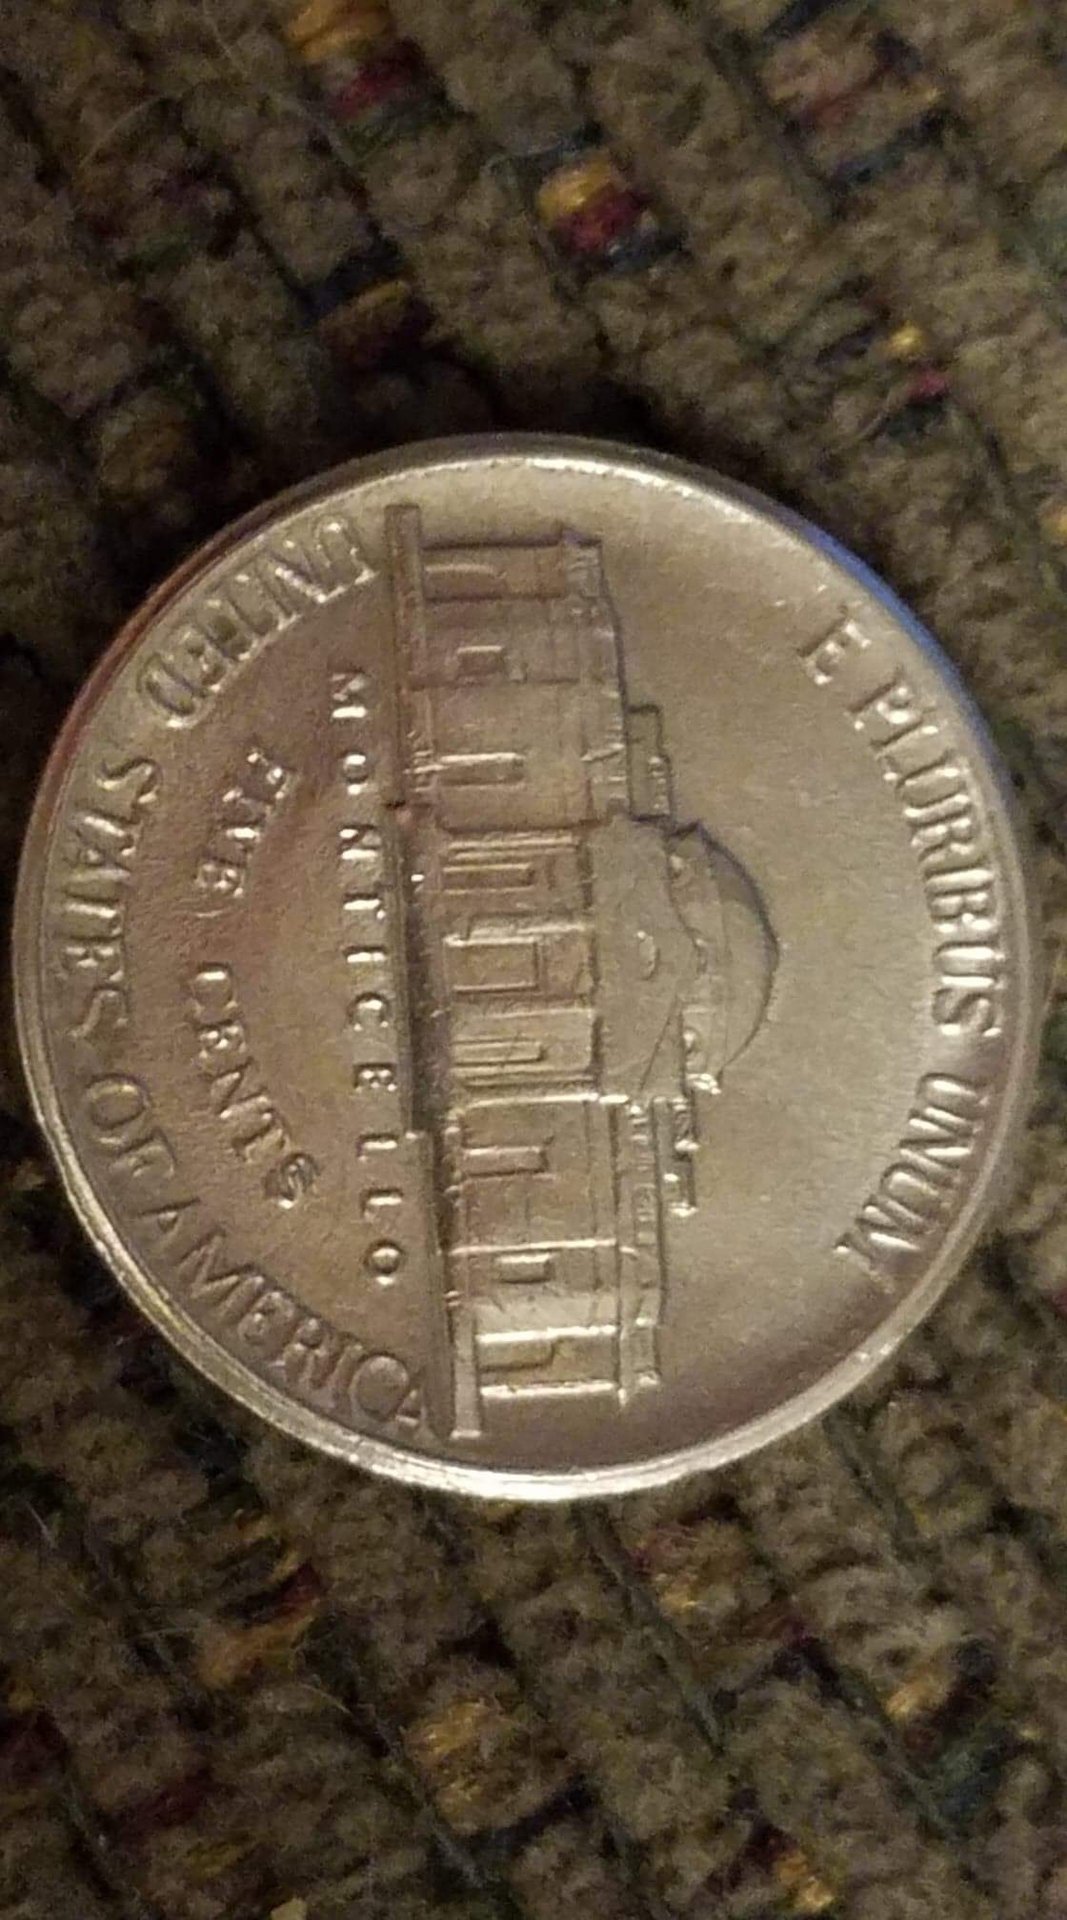 E PLURIBUS UNUM
MONTICELLO
FIVE CENTS
UNITED STATES OF AMERICA